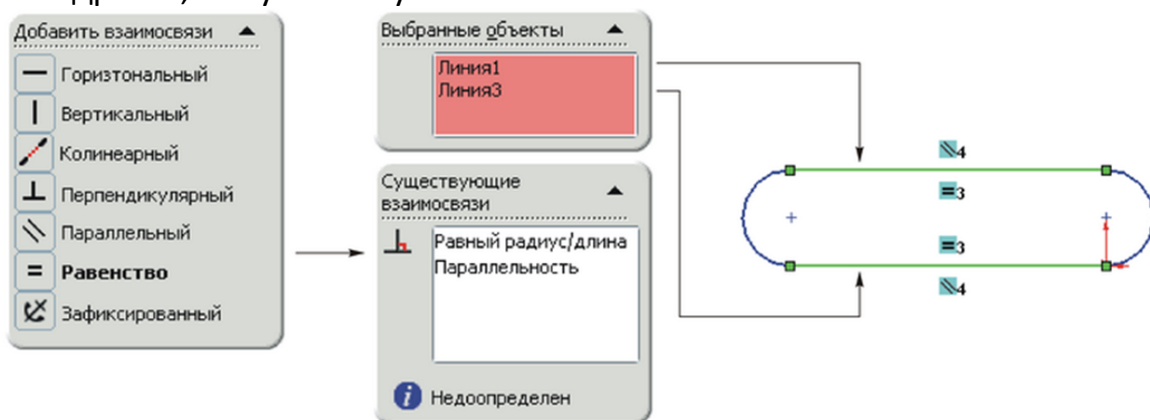 Добавить взаимосвязи
Горизтональный
Вертикальный
Колинеарный
Перпендикулярный
Параллельный
Равенство
Зафиксированный
Выбранные объекты
Линия1
Линия3
Существующие
взаимосвязи
Равный радиус/длина
Параллельность
Недоопределен
4
=3
=3
4